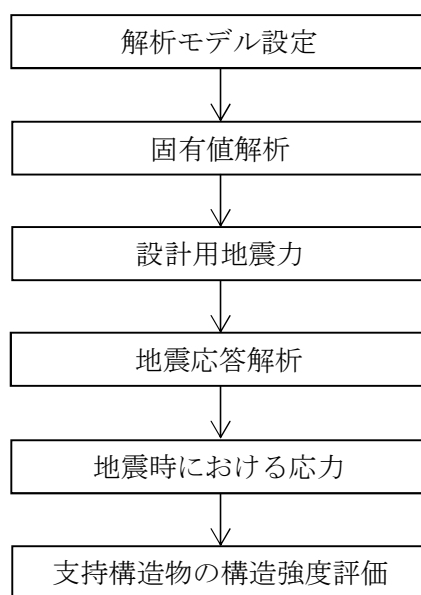 解析モデル設定
固有値解析
設計用地震力
地震応答解析
地震時における応力
支持構造物の構造強度評価